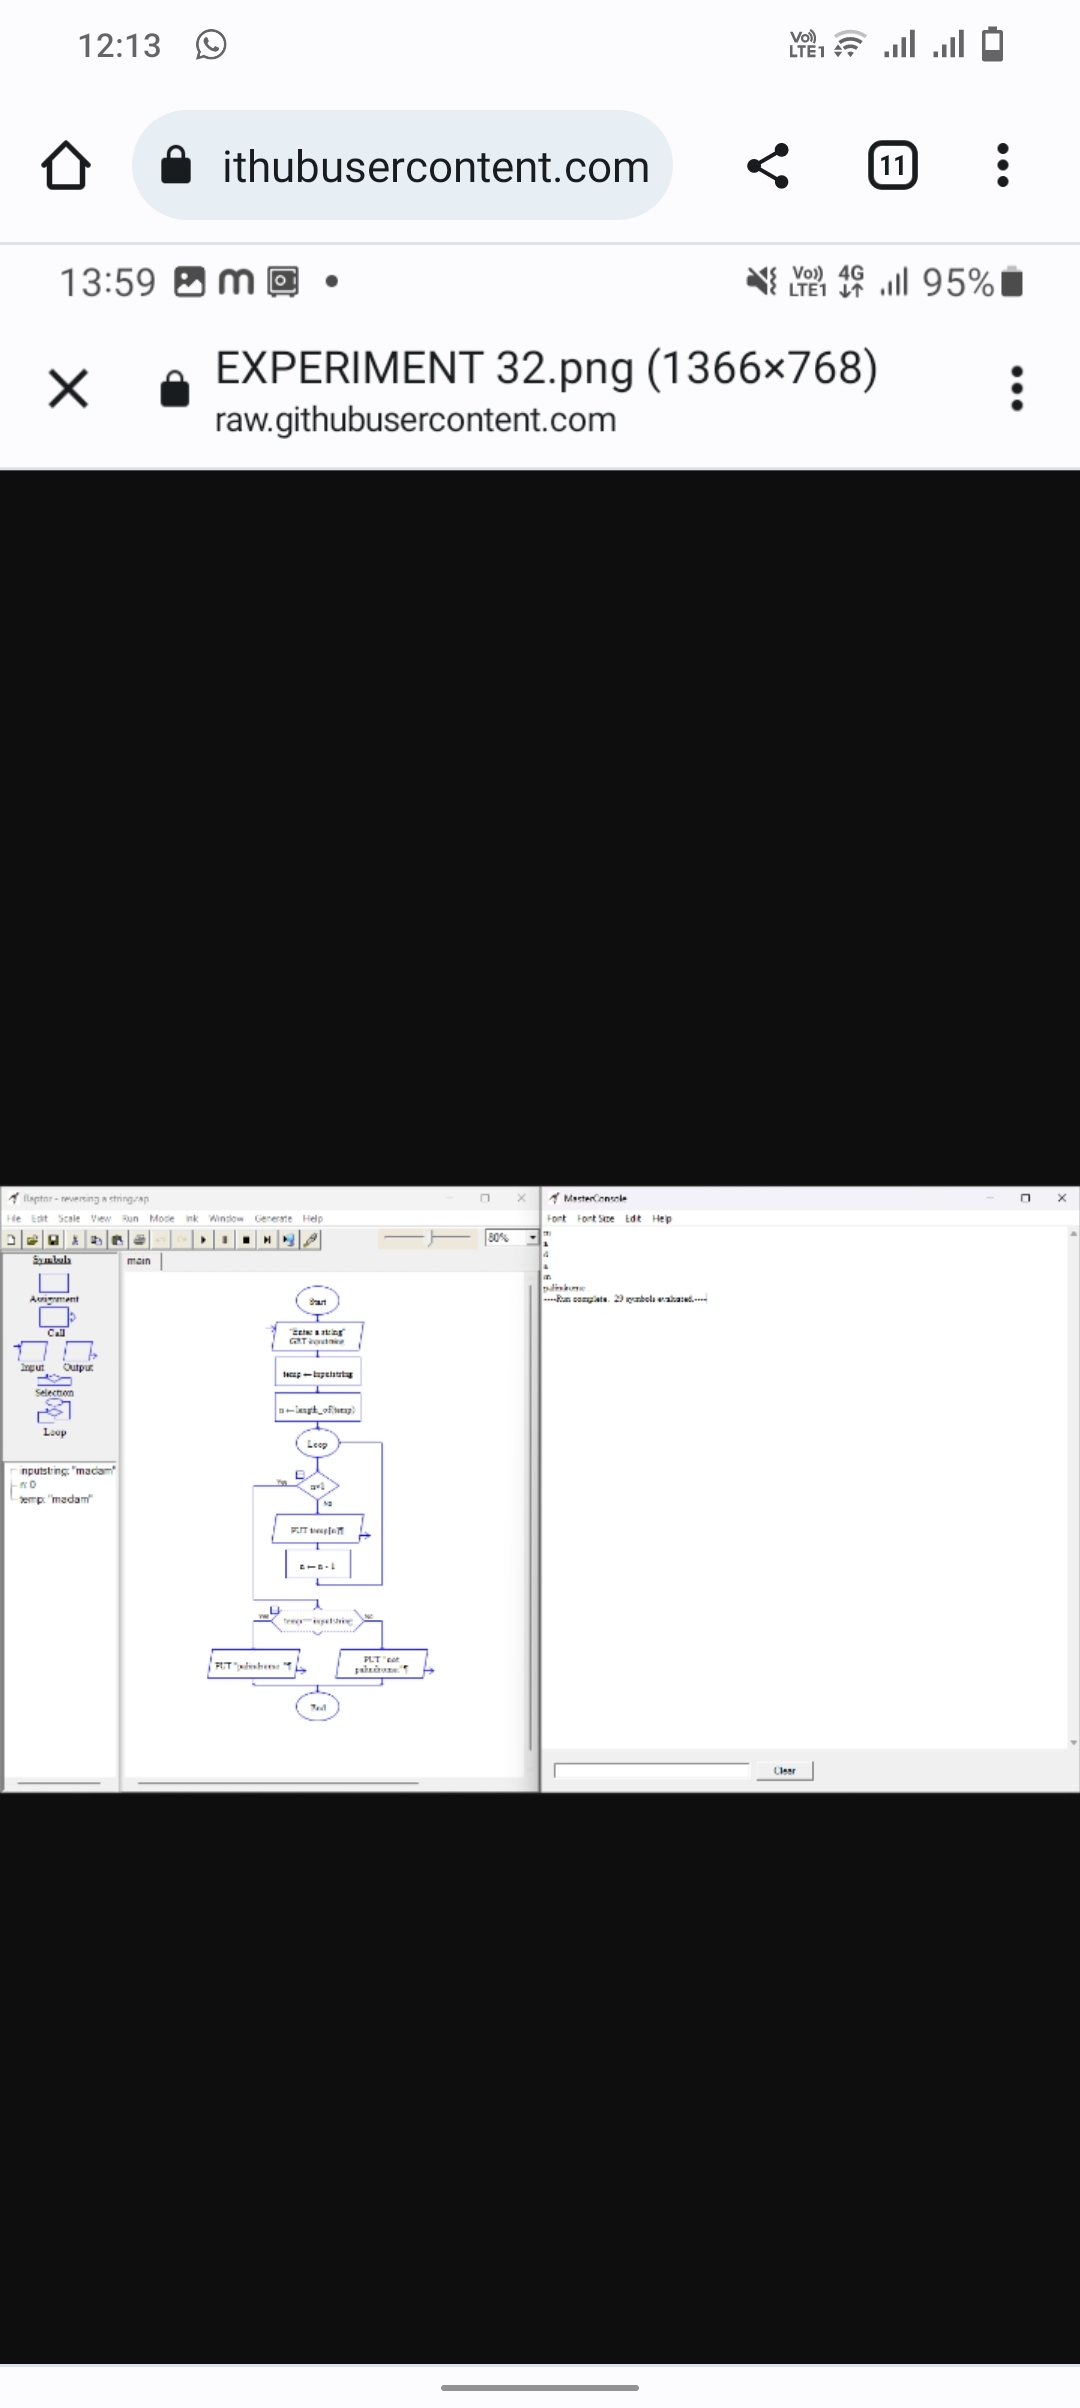 12:13
Vo)) LTE1
ithubusercontent.com
11
13:59
m
Vo)) LTE1 4G 95%
EXPERIMENT 32.png (1366×768)
raw.githubusercontent.com
Raptor - reversing a string.rap
File Edit Scale View Run Mode Ink Window Generate Help
80%
Symbols
Assignment
Call
Input Output
Selection
Loop
inputstring: "madam"
n: 0
temp: "madam"
main
Start
"Enter a string"
GET inputstring
temp ← inputstring
n ← length_of(temp)
Loop
Yes
No
PUT temp[n]¶
n ← n - 1
Yes
temp == inputstring
No
PUT "palindrome "¶
PUT "not
palindrome"¶
End
MasterConsole
Font Font Size Edit Help
m
a
d
a
m
palindrome
----Run complete. 29 symbols evaluated.----
Clear